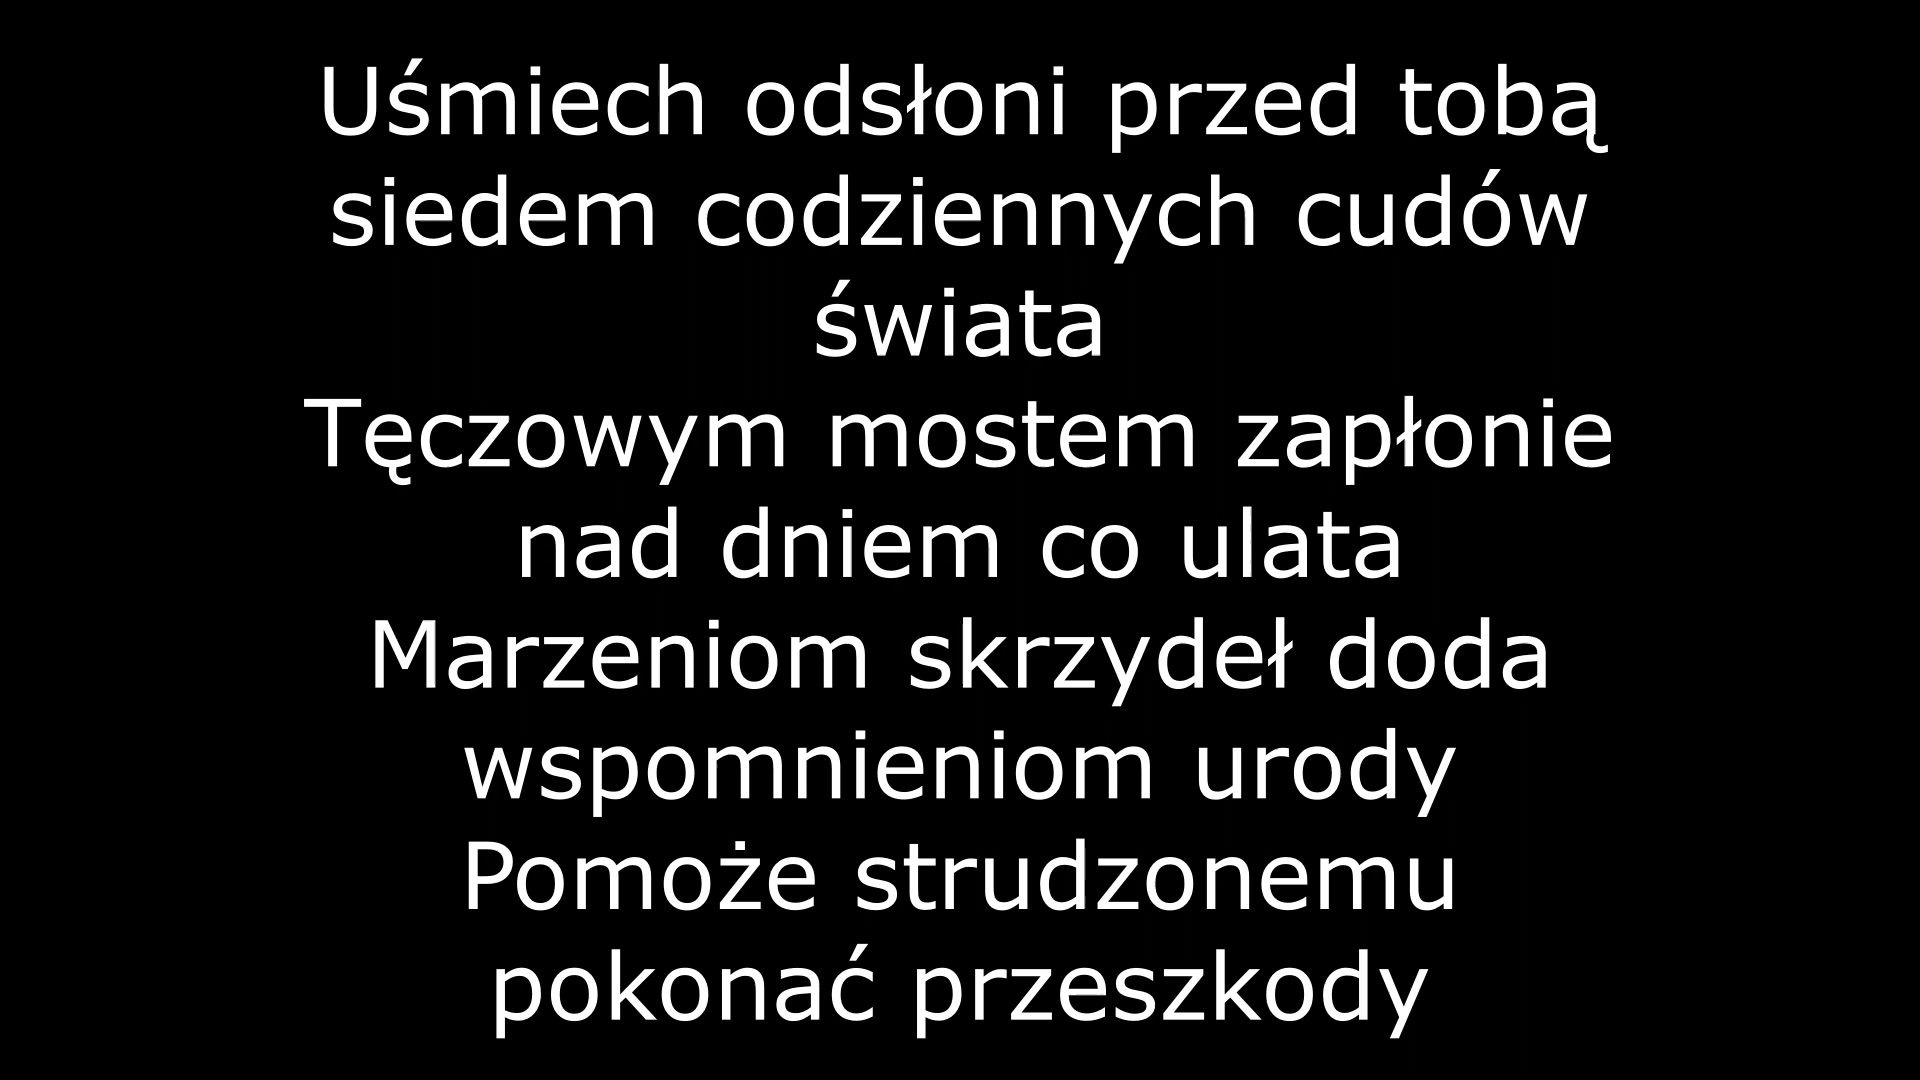 Uśmiech odsłoni przed tobą
siedem codziennych cudów
świata
Tęczowym mostem zapłonie
nad dniem co ulata
Marzeniom skrzydeł doda
wspomnieniom urody
Pomoże strudzonemu
pokonać przeszkody